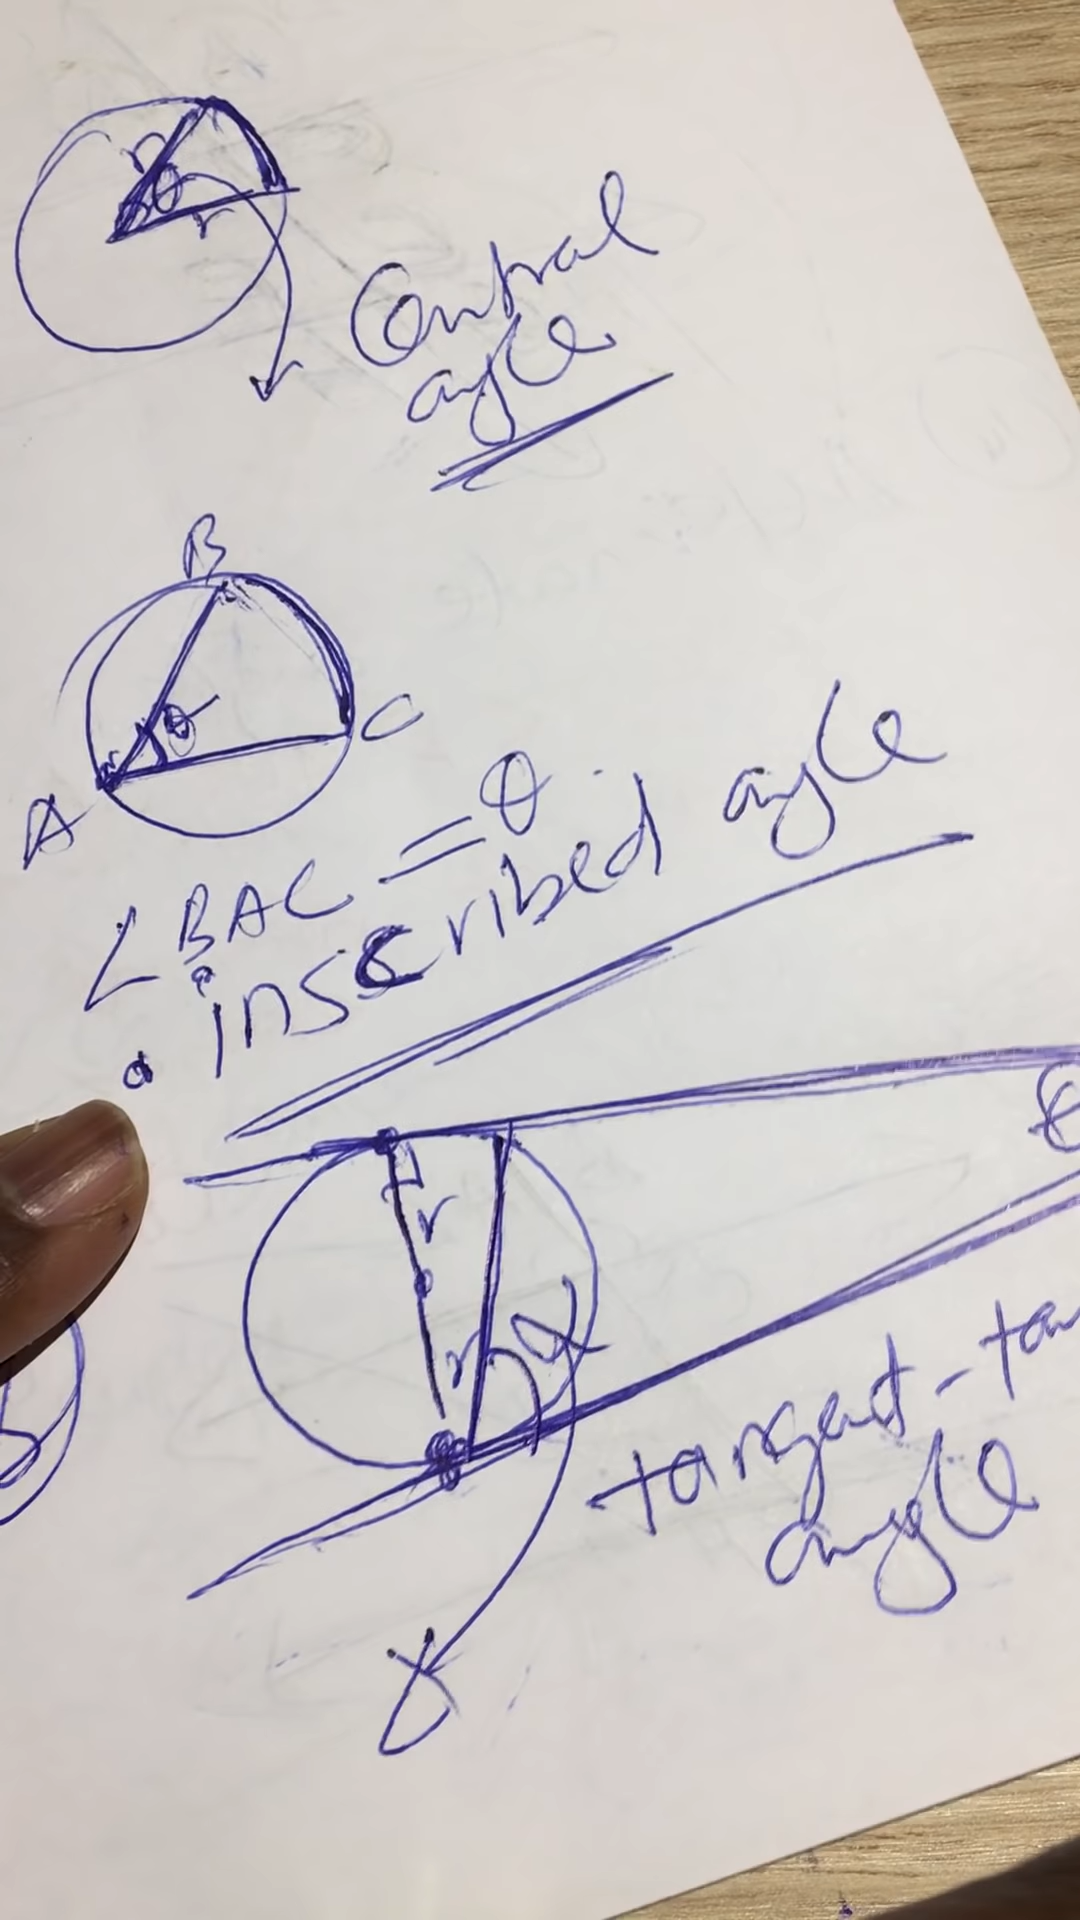 r
θ
r
Central
angle
B
θ
C
A
∠BAC = θ
inscribed angle
r
r
α
θ
tangent-tan
angle
γ